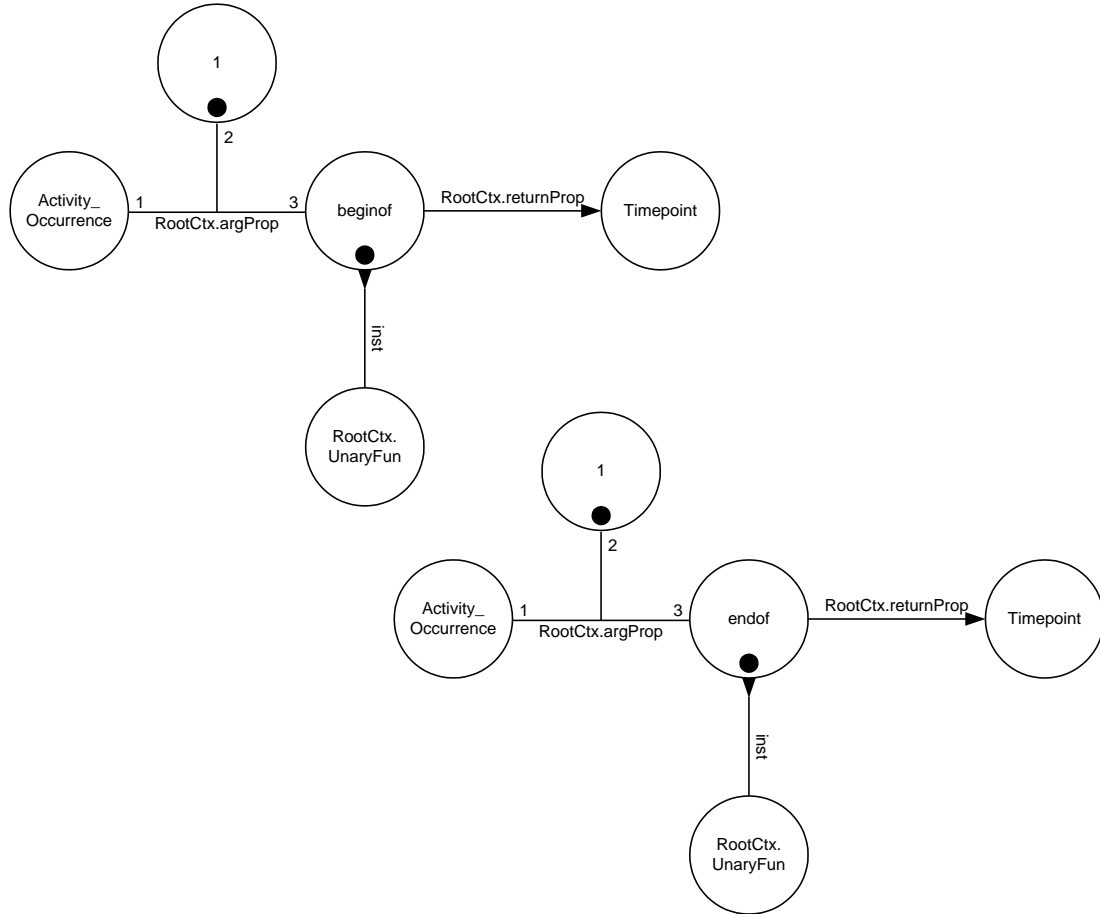 1
2
Activity_
Occurrence
1
RootCtx.argProp
3
beginof
RootCtx.returnProp
Timepoint
inst
RootCtx.
UnaryFun
1
2
Activity_
Occurrence
1
RootCtx.argProp
3
endof
RootCtx.returnProp
Timepoint
inst
RootCtx.
UnaryFun